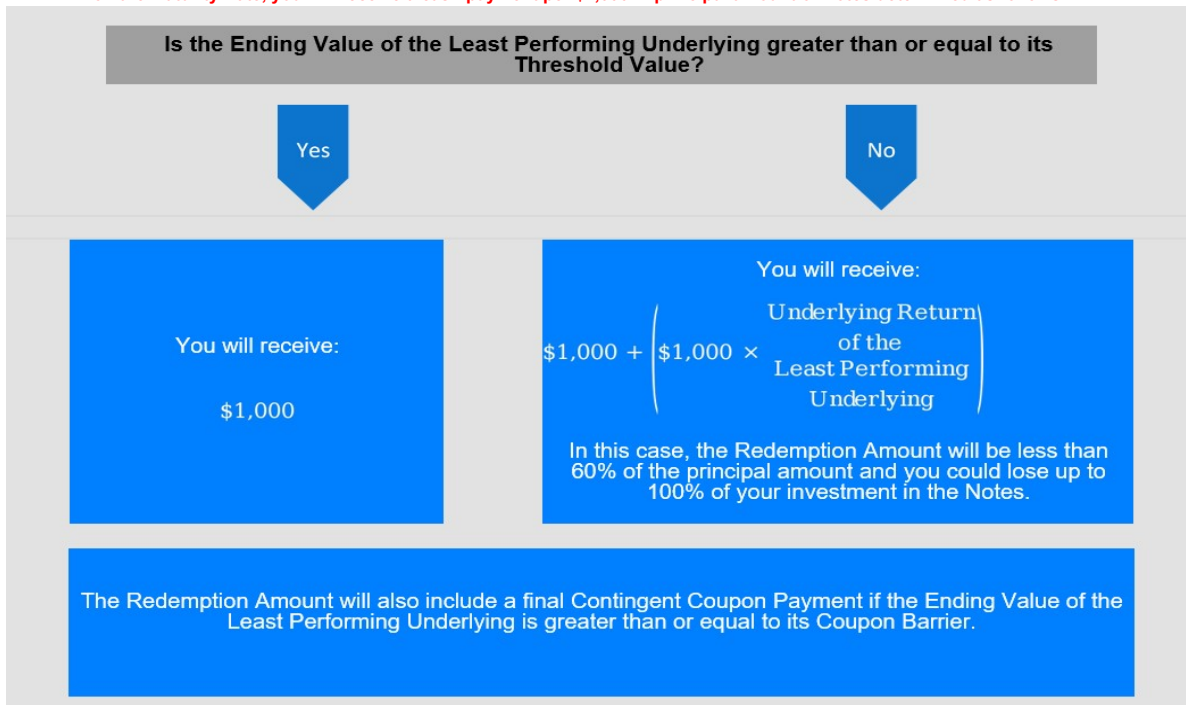 Is the Ending Value of the Least Performing Underlying greater than or equal to its
Threshold Value?
Yes
No
You will receive:
$1,000
You will receive:
$1,000 + ($1,000 × Underlying Return
of the
Least Performing
Underlying)
In this case, the Redemption Amount will be less than
60% of the principal amount and you could lose up to
100% of your investment in the Notes.
The Redemption Amount will also include a final Contingent Coupon Payment if the Ending Value of the
Least Performing Underlying is greater than or equal to its Coupon Barrier.